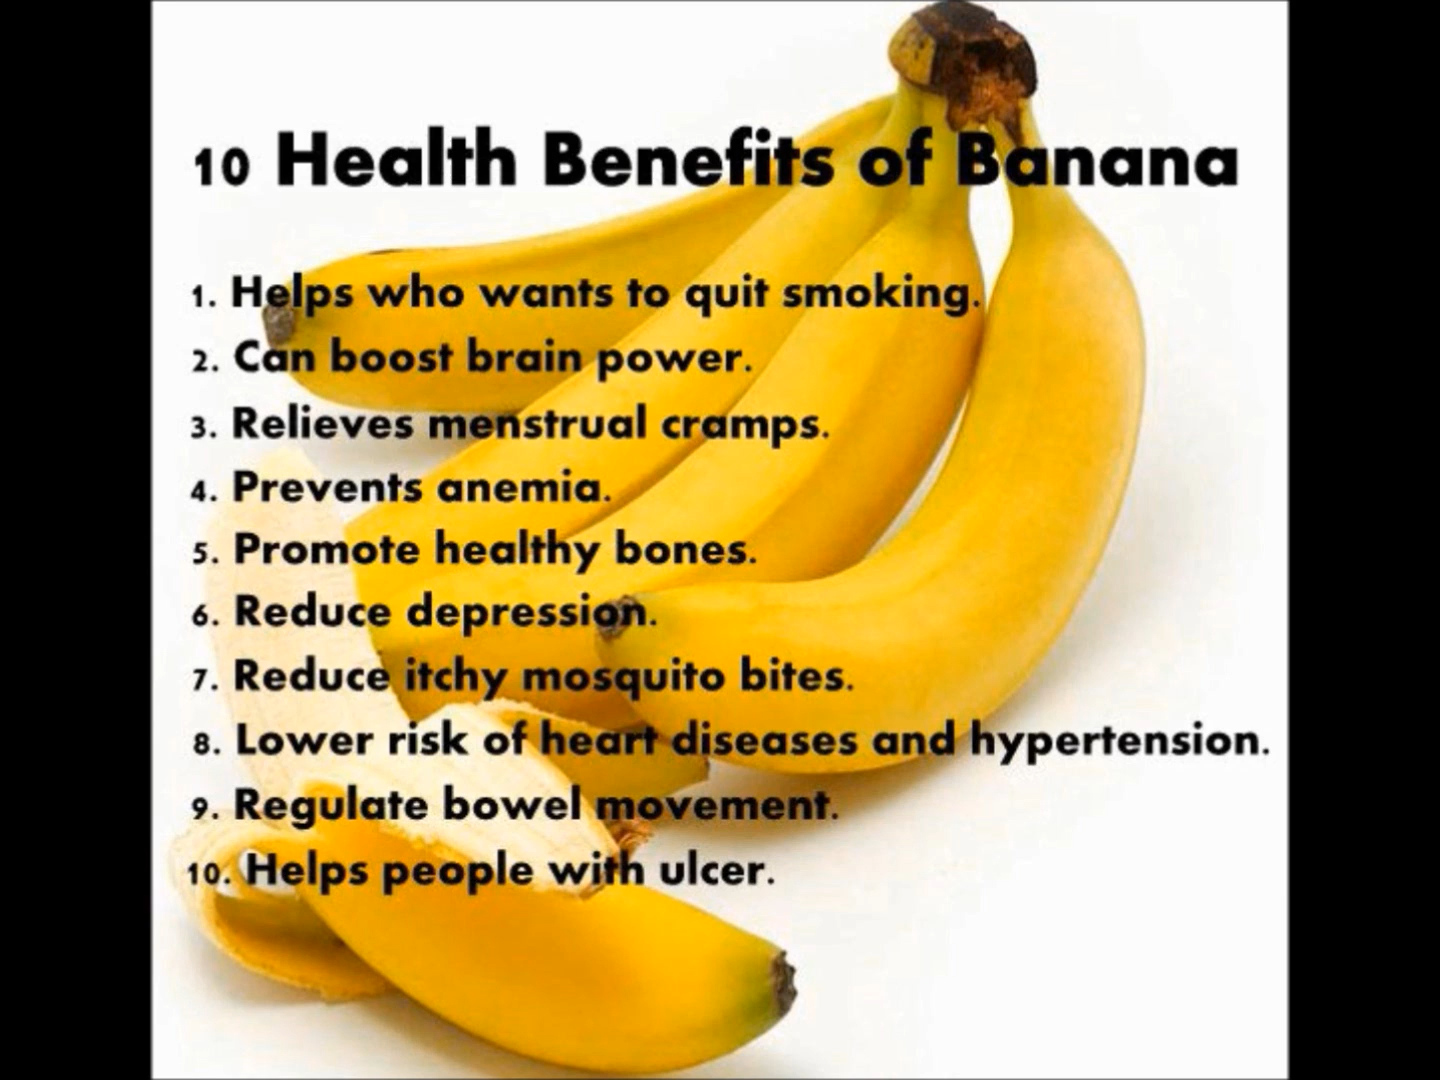 10 Health Benefits of Banana
1. Helps who wants to quit smoking.
2. Can boost brain power.
3. Relieves menstrual cramps.
4. Prevents anemia.
5. Promote healthy bones.
6. Reduce depression.
7. Reduce itchy mosquito bites.
8. Lower risk of heart diseases and hypertension.
9. Regulate bowel movement.
10. Helps people with ulcer.